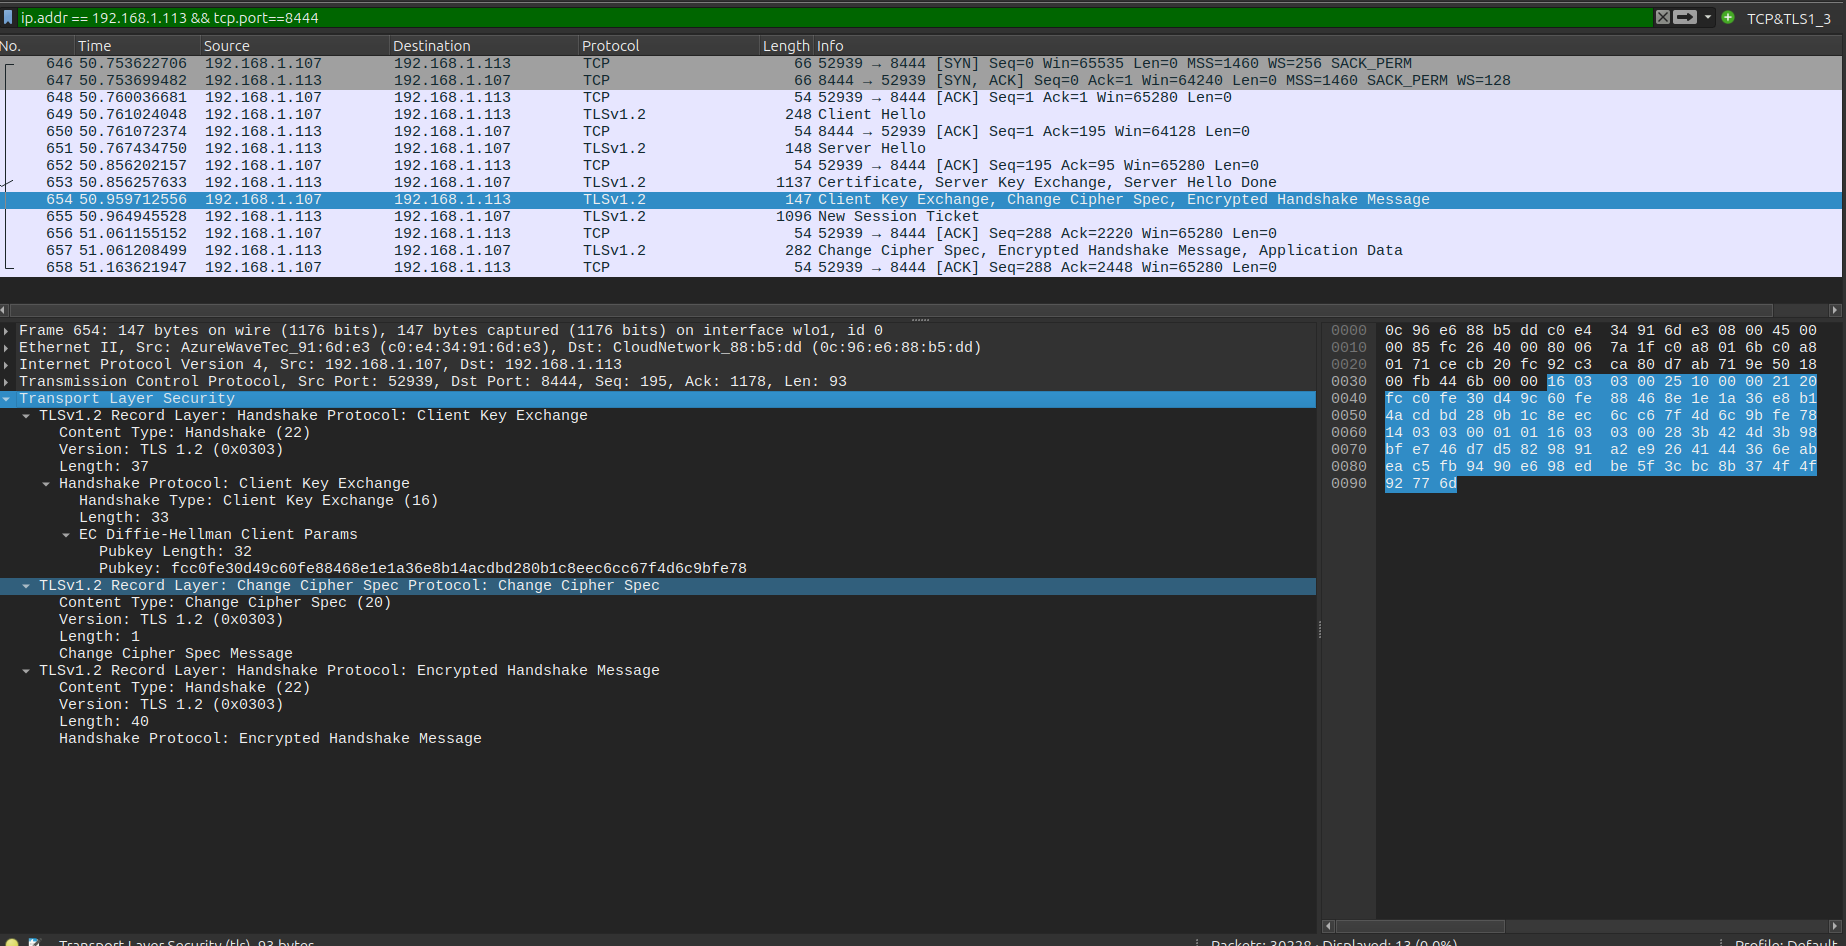 ip.addr == 192.168.1.113 && tcp.port==8444 TCP&TLS1_3
No. Time Source Destination Protocol Length Info
646 50.753622706 192.168.1.107 192.168.1.113 TCP 66 52939 → 8444 [SYN] Seq=0 Win=65535 Len=0 MSS=1460 WS=256 SACK_PERM
647 50.753699482 192.168.1.113 192.168.1.107 TCP 66 8444 → 52939 [SYN, ACK] Seq=0 Ack=1 Win=64240 Len=0 MSS=1460 SACK_PERM WS=128
648 50.760036681 192.168.1.107 192.168.1.113 TCP 54 52939 → 8444 [ACK] Seq=1 Ack=1 Win=65280 Len=0
649 50.761024048 192.168.1.107 192.168.1.113 TLSv1.2 248 Client Hello
650 50.761072374 192.168.1.113 192.168.1.107 TCP 54 8444 → 52939 [ACK] Seq=1 Ack=195 Win=64128 Len=0
651 50.767434750 192.168.1.113 192.168.1.107 TLSv1.2 148 Server Hello
652 50.856202157 192.168.1.107 192.168.1.113 TCP 54 52939 → 8444 [ACK] Seq=195 Ack=95 Win=65280 Len=0
653 50.856257633 192.168.1.113 192.168.1.107 TLSv1.2 1137 Certificate, Server Key Exchange, Server Hello Done
654 50.959712556 192.168.1.107 192.168.1.113 TLSv1.2 147 Client Key Exchange, Change Cipher Spec, Encrypted Handshake Message
655 50.964945528 192.168.1.113 192.168.1.107 TLSv1.2 1096 New Session Ticket
656 51.061155152 192.168.1.107 192.168.1.113 TCP 54 52939 → 8444 [ACK] Seq=288 Ack=2220 Win=65280 Len=0
657 51.061208499 192.168.1.113 192.168.1.107 TLSv1.2 282 Change Cipher Spec, Encrypted Handshake Message, Application Data
658 51.163621947 192.168.1.107 192.168.1.113 TCP 54 52939 → 8444 [ACK] Seq=288 Ack=2448 Win=65280 Len=0
Frame 654: 147 bytes on wire (1176 bits), 147 bytes captured (1176 bits) on interface wlo1, id 0
Ethernet II, Src: AzureWaveTec_91:6d:e3 (c0:e4:34:91:6d:e3), Dst: CloudNetwork_88:b5:dd (0c:96:e6:88:b5:dd)
Internet Protocol Version 4, Src: 192.168.1.107, Dst: 192.168.1.113
Transmission Control Protocol, Src Port: 52939, Dst Port: 8444, Seq: 195, Ack: 1178, Len: 93
Transport Layer Security
TLSv1.2 Record Layer: Handshake Protocol: Client Key Exchange
Content Type: Handshake (22)
Version: TLS 1.2 (0x0303)
Length: 37
Handshake Protocol: Client Key Exchange
Handshake Type: Client Key Exchange (16)
Length: 33
EC Diffie-Hellman Client Params
Pubkey Length: 32
Pubkey: fcc0fe30d49c60fe88468e1e1a36e8b14acdbd280b1c8eec6cc67f4d6c9bfe78
TLSv1.2 Record Layer: Change Cipher Spec Protocol: Change Cipher Spec
Content Type: Change Cipher Spec (20)
Version: TLS 1.2 (0x0303)
Length: 1
Change Cipher Spec Message
TLSv1.2 Record Layer: Handshake Protocol: Encrypted Handshake Message
Content Type: Handshake (22)
Version: TLS 1.2 (0x0303)
Length: 40
Handshake Protocol: Encrypted Handshake Message
0000 0c 96 e6 88 b5 dd c0 e4 34 91 6d e3 08 00 45 00
0010 00 85 fc 26 40 00 80 06 7a 1f c0 a8 01 6b c0 a8
0020 01 71 ce cb 20 fc 92 c3 ca 80 d7 ab 71 9e 50 18
0030 00 fb 44 6b 00 00 16 03 03 00 25 10 00 00 21 20
0040 fc c0 fe 30 d4 9c 60 fe 88 46 8e 1e 1a 36 e8 b1
0050 4a cd bd 28 0b 1c 8e ec 6c c6 7f 4d 6c 9b fe 78
0060 14 03 03 00 01 01 16 03 03 00 28 3b 42 4d 3b 98
0070 bf e7 46 d7 d5 82 98 91 a2 e9 26 41 44 36 6e ab
0080 ea c5 fb 94 90 e6 98 ed be 5f 3c bc 8b 37 4f 4f
0090 92 77 6d
Transport Layer Security (tls), 93 bytes Packets: 30228 · Displayed: 13 (0.0%) Profile: Default